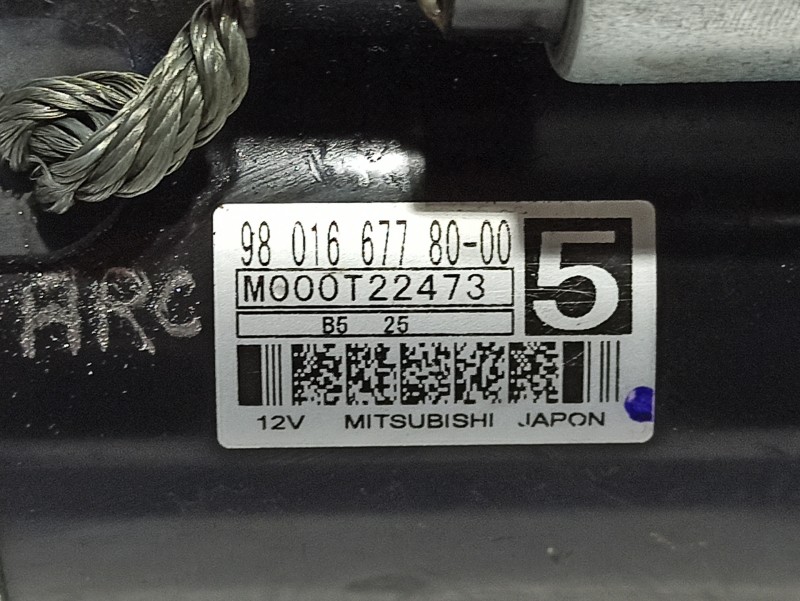 98 016 677 80-00
5
M000T22473
B5 25
12V MITSUBISHI JAPON
ARC